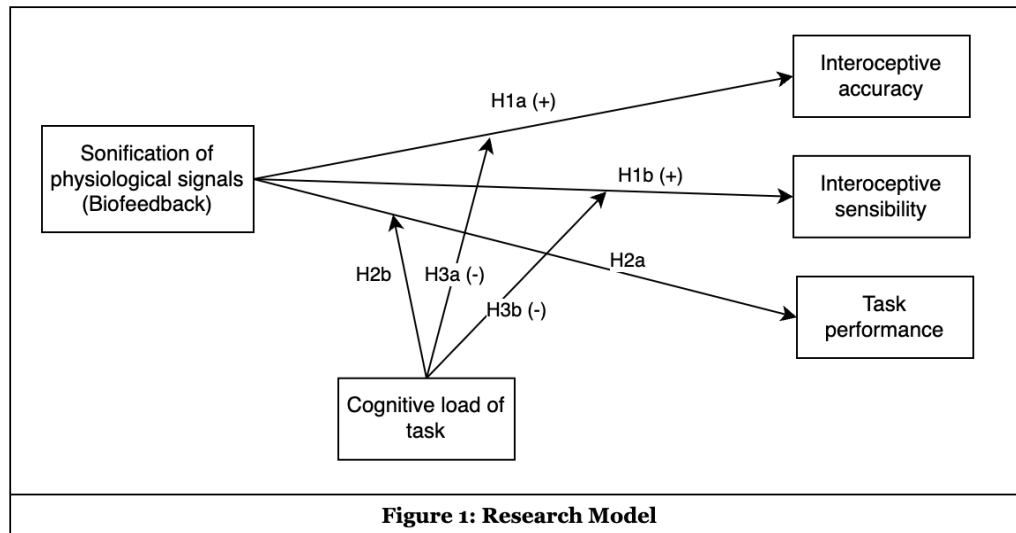 Interoceptive
accuracy
H1a (+)
Sonification of
physiological signals
(Biofeedback)
H1b (+)
Interoceptive
sensibility
H2b
H3a (-)
H2a
H3b (-)
Task
performance
Cognitive load of
task
Figure 1: Research Model